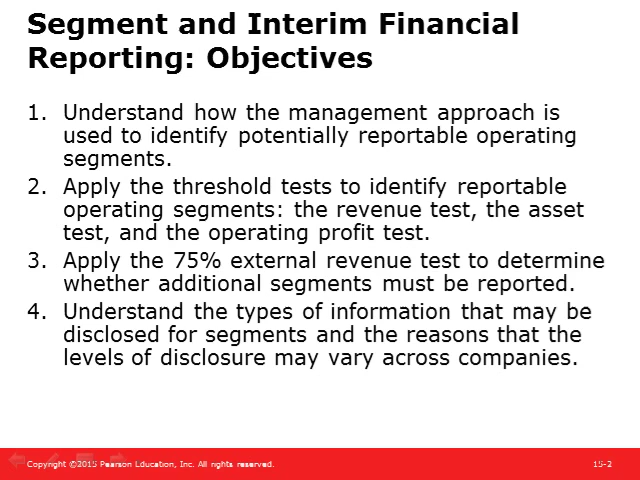 Segment and Interim Financial
Reporting: Objectives
1. Understand how the management approach is
used to identify potentially reportable operating
segments.
2. Apply the threshold tests to identify reportable
operating segments: the revenue test, the asset
test, and the operating profit test.
3. Apply the 75% external revenue test to determine
whether additional segments must be reported.
4. Understand the types of information that may be
disclosed for segments and the reasons that the
levels of disclosure may vary across companies.
Copyright ©2015 Pearson Education, Inc. All rights reserved.
15-2